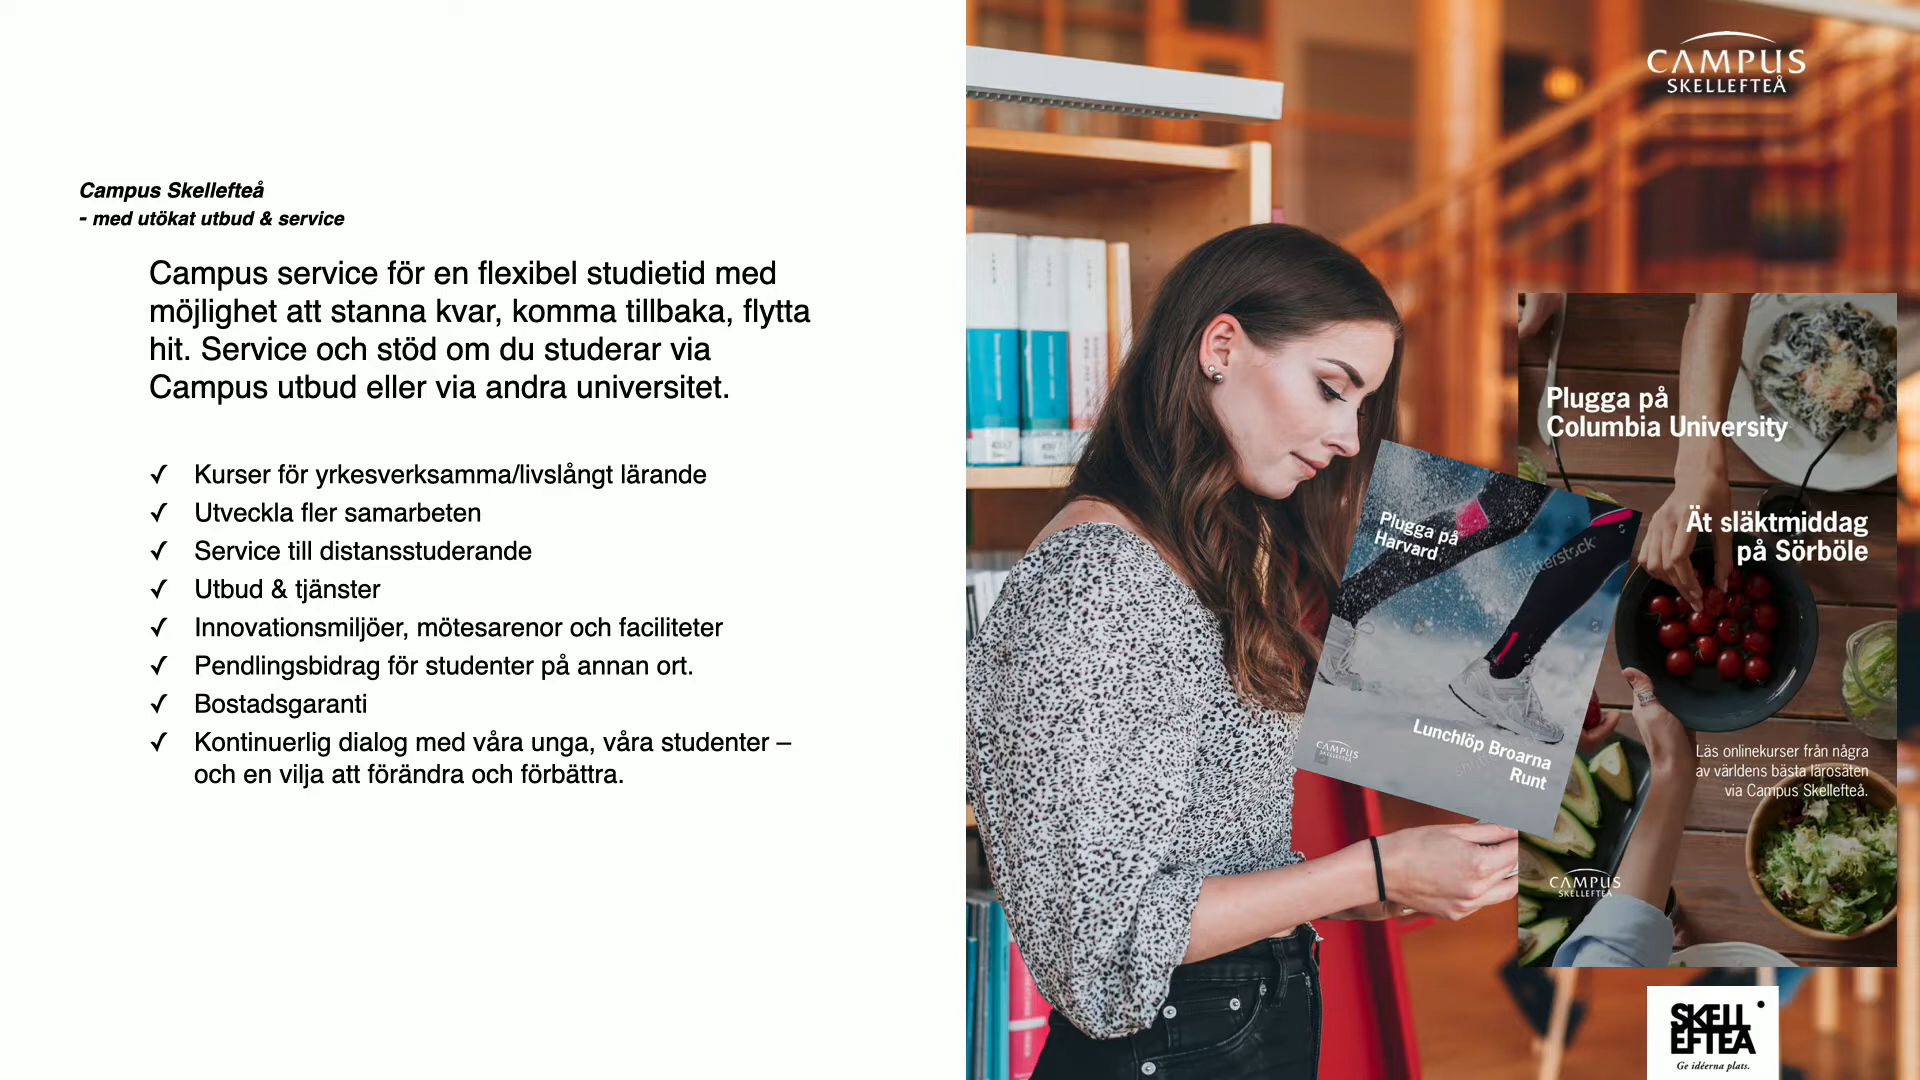 Campus Skellefteå
- med utökat utbud & service
Campus service för en flexibel studietid med
möjlighet att stanna kvar, komma tillbaka, flytta
hit. Service och stöd om du studerar via
Campus utbud eller via andra universitet.
✓ Kurser för yrkesverksamma/livslångt lärande
✓ Utveckla fler samarbeten
✓ Service till distansstuderande
✓ Utbud & tjänster
✓ Innovationsmiljöer, mötesarenor och faciliteter
✓ Pendlingsbidrag för studenter på annan ort.
✓ Bostadsgaranti
✓ Kontinuerlig dialog med våra unga, våra studenter –
och en vilja att förändra och förbättra.
CAMPUS
SKELLEFTEÅ
Plugga på
Harvard
shutterstock
Lunchlöp Broarna
Runt
CAMPUS
SKELLEFTEÅ
Plugga på
Columbia University
Ät släktmiddag
på Sörböle
Läs onlinekurser från några
av världens bästa lärosäten
via Campus Skellefteå.
CAMPUS
SKELLEFTEÅ
SKELL
EFTEÅ
Ge idéerna plats.